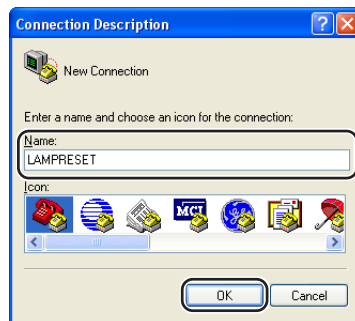 Connection Description
New Connection
Enter a name and choose an icon for the connection:
Name:
LAMPRESET
Icon:
MCI
OK
Cancel